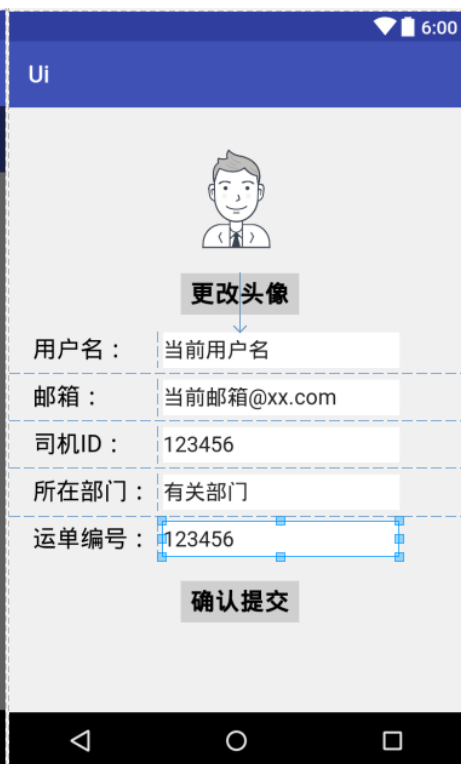 6:00
Ui
更改头像
用户名： 当前用户名
邮箱： 当前邮箱@xx.com
司机ID： 123456
所在部门： 有关部门
运单编号： 123456
确认提交